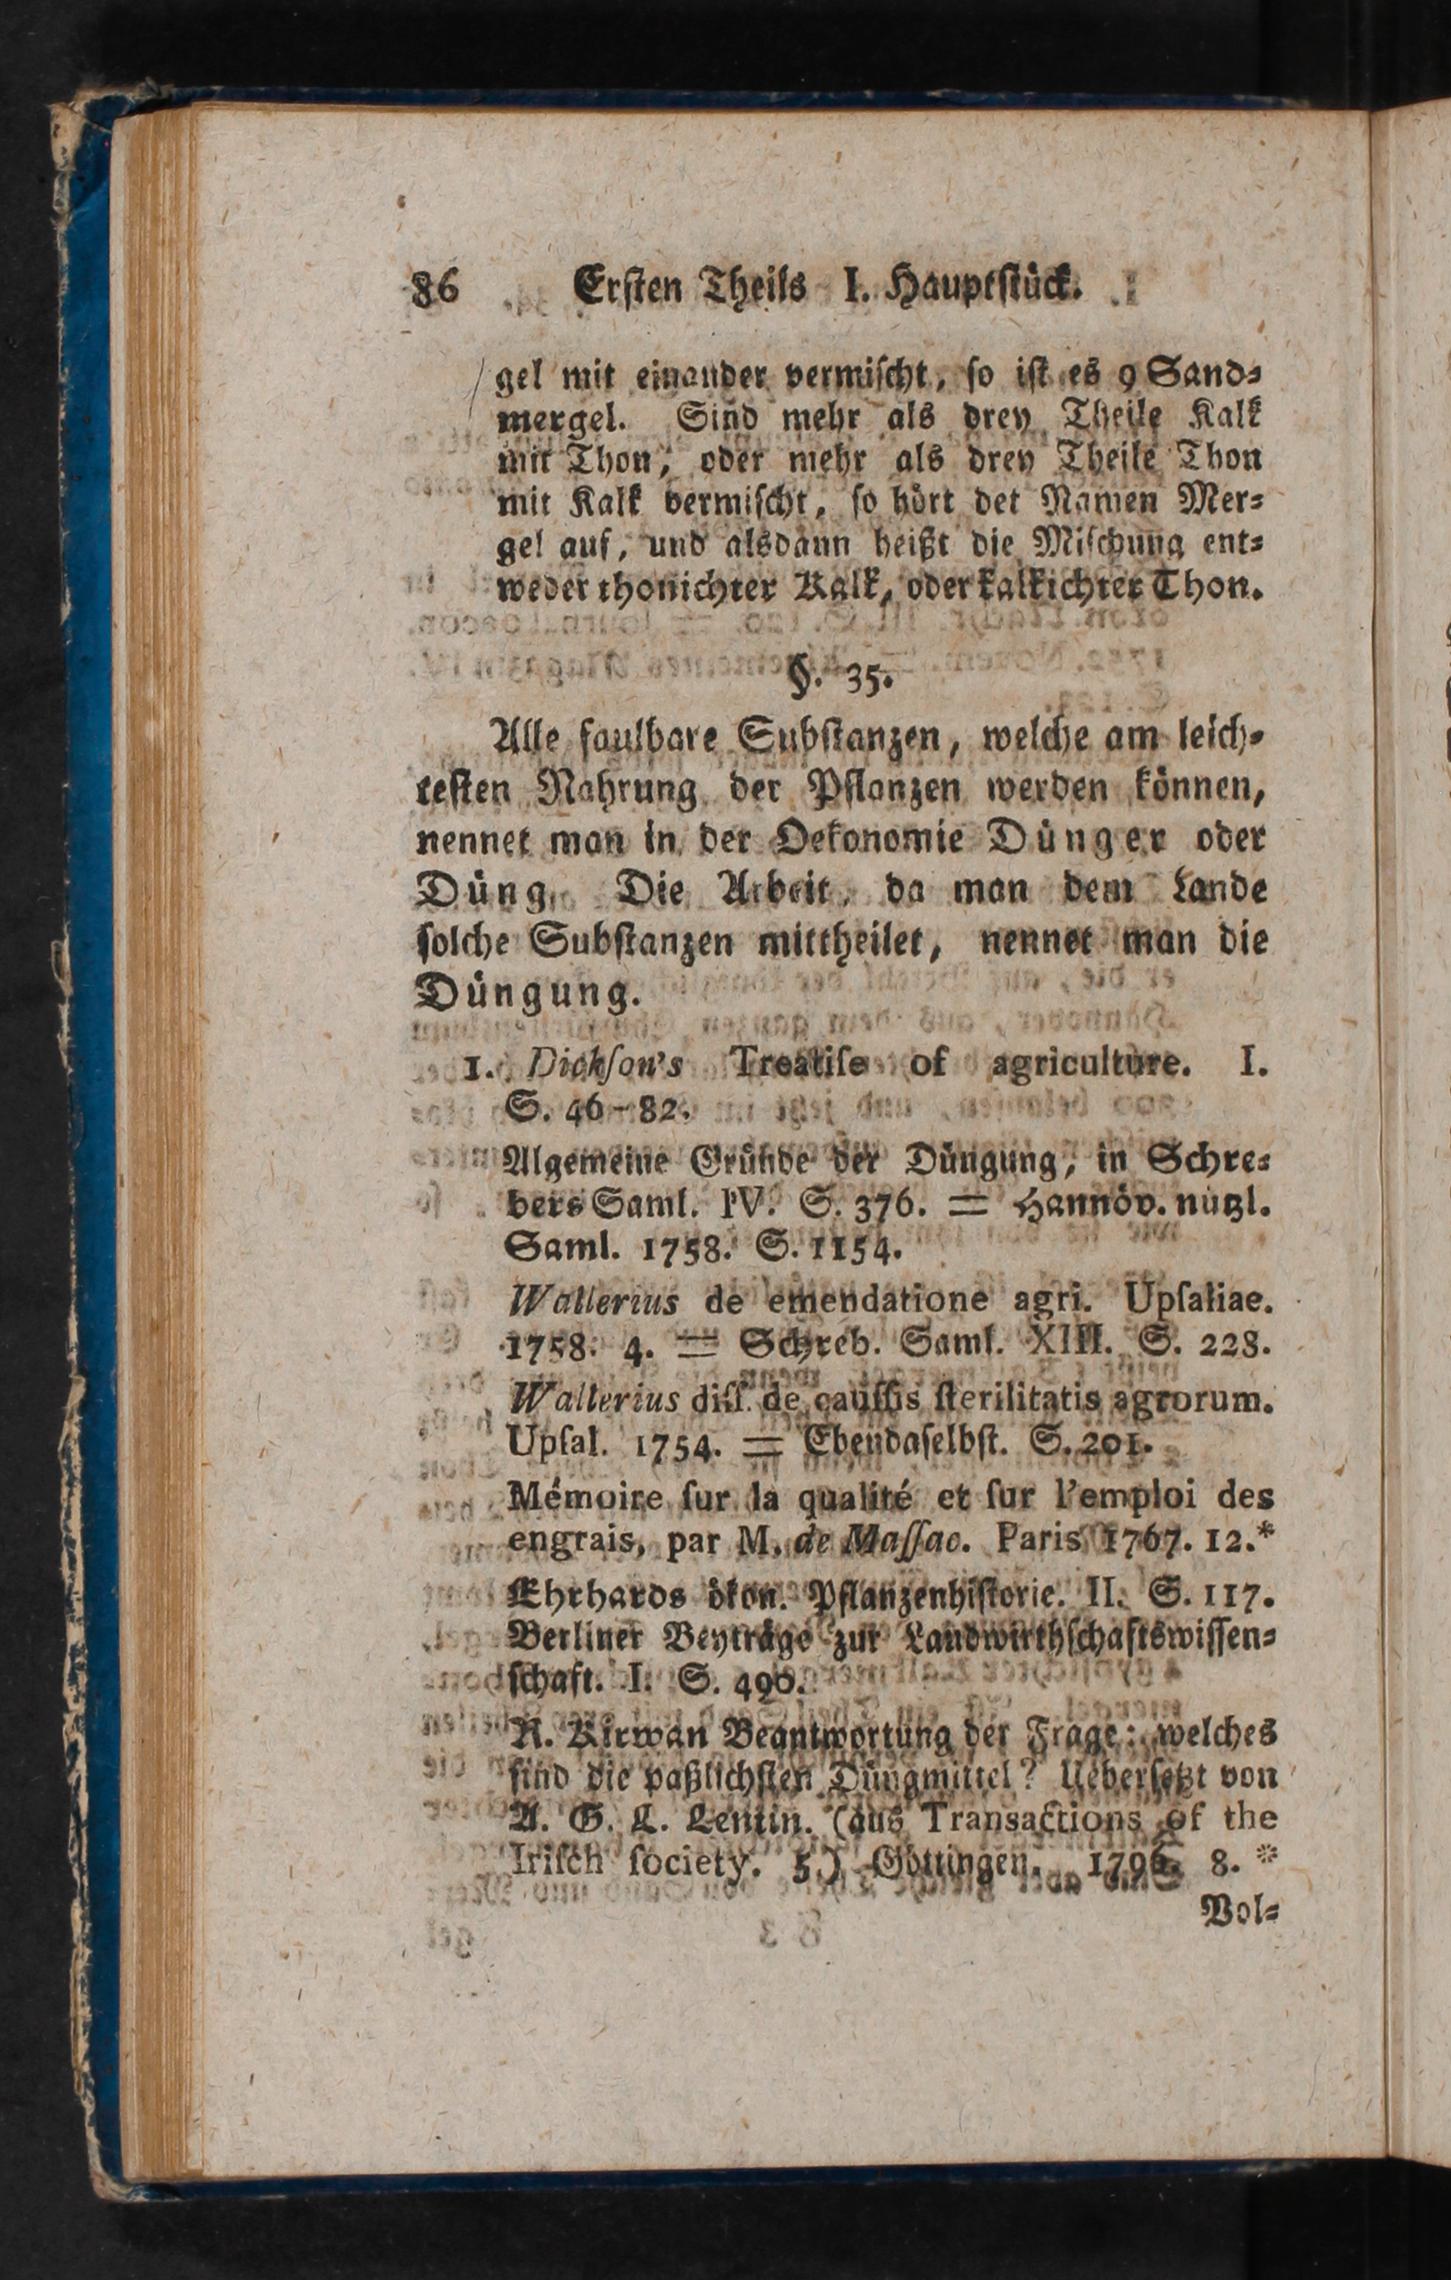 86 Ersten Theils I. Hauptstück.
gel mit einander vermischt, so ist es 9 Sand⸗
mergel. Sind mehr als drey Theile Kalk
mit Thon, oder mehr als drey Theile Thon
mit Kalk vermischt, so hört det Namen Mer⸗
gel auf, und alsdann heißt die Mischung ent⸗
weder thonichter Kalk, oder kalkichter Thon.
§. 35.
Alle faulbare Substanzen, welche am leich⸗
testen Nahrung der Pflanzen werden können,
nennet man in der Oekonomie Dünger oder
Düng. Die Arbeit, da man dem Lande
solche Substanzen mittheilet, nennet man die
Düngung.
1. Dickſon's Treatiſe of agriculture. I.
S. 46-82.
Algemeine Gründe der Düngung, in Schre⸗
bers Saml. IV. S. 376. = Hannöv. nützl.
Saml. 1758. S. 1154.
Wallerius de emendatione agri. Upſaliae.
1758. 4. = Schreb. Saml. XIII. S. 228.
Wallerius diſſ. de cauſſis ſterilitatis agrorum.
Upſal. 1754. = Ebendaselbst. S. 201.
Mémoire ſur la qualité et ſur l'emploi des
engrais, par M. de Maſſac. Paris 1767. 12.*
Ehrhards ökon. Pflanzenhistorie. II. S. 117.
Berliner Beyträge zur Landwirthschaftswissen⸗
schaft. I. S. 490.
R. Kirwan Beantwortung der Frage: welches
sind die paßlichsten Düngmittel? Uebersetzt von
A. G. L. Lentin. (aus Transactions of the
Iriſch ſociety. 5.) Göttingen. 1796. 8. *
Vol⸗